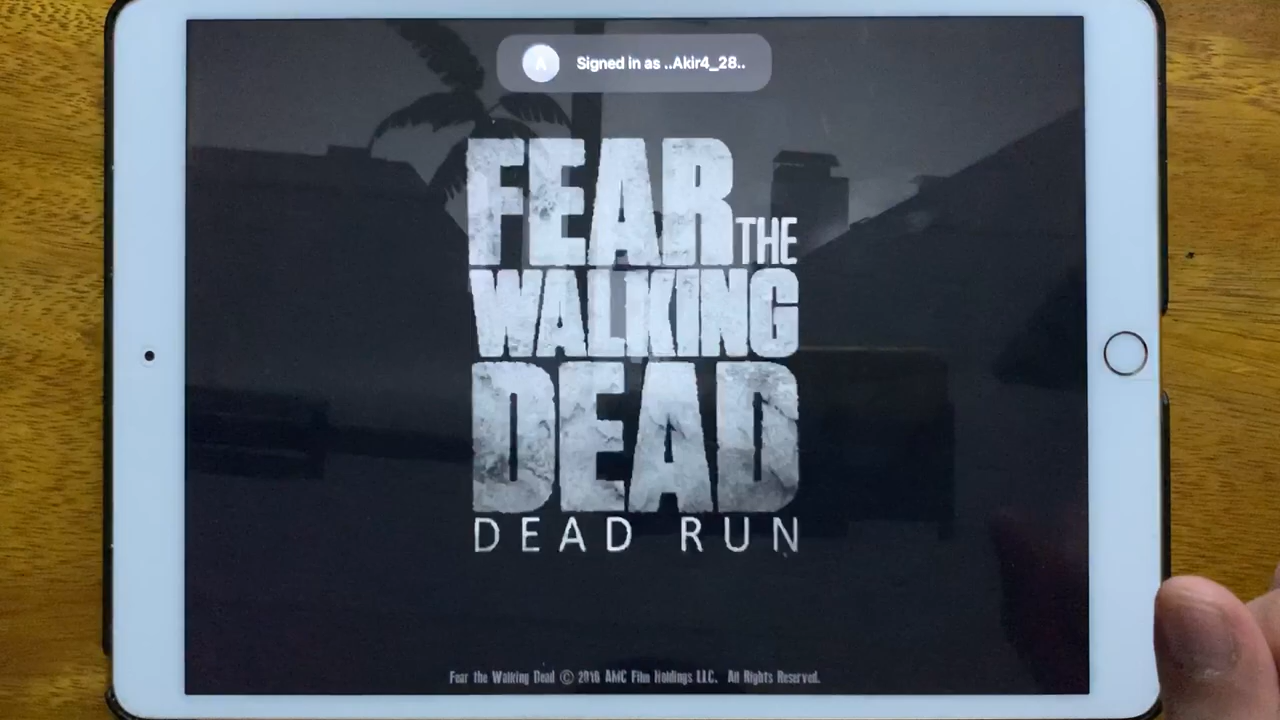 A
Signed in as ..Akir4_28..
FEAR THE
WALKING
DEAD
DEAD RUN
Fear the Walking Dead © 2016 AMC Film Holdings LLC. All Rights Reserved.